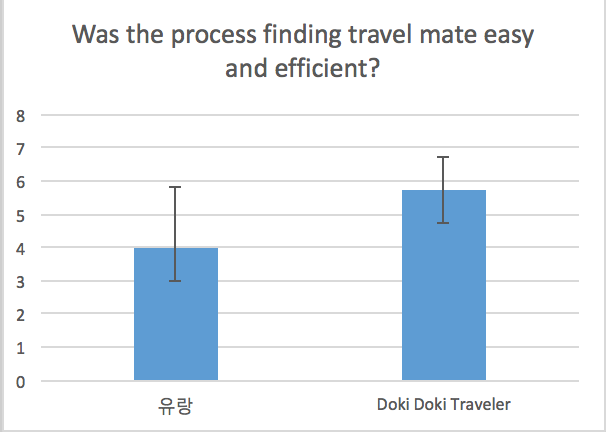 Was the process finding travel mate easy
and efficient?
8
7
6
5
4
3
2
1
0
유랑
Doki Doki Traveler